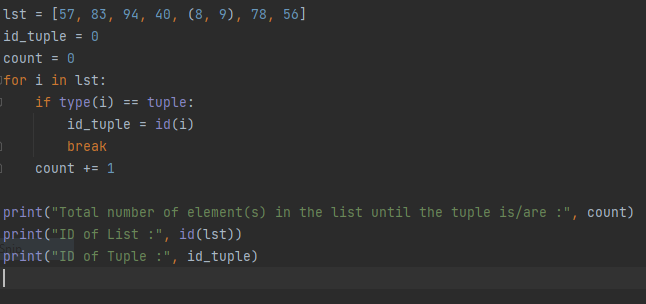 lst = [57, 83, 94, 40, (8, 9), 78, 56]
id_tuple = 0
count = 0
for i in lst:
    if type(i) == tuple:
        id_tuple = id(i)
        break
    count += 1

print("Total number of element(s) in the list until the tuple is/are :", count)
print("ID of List :", id(lst))
print("ID of Tuple :", id_tuple)